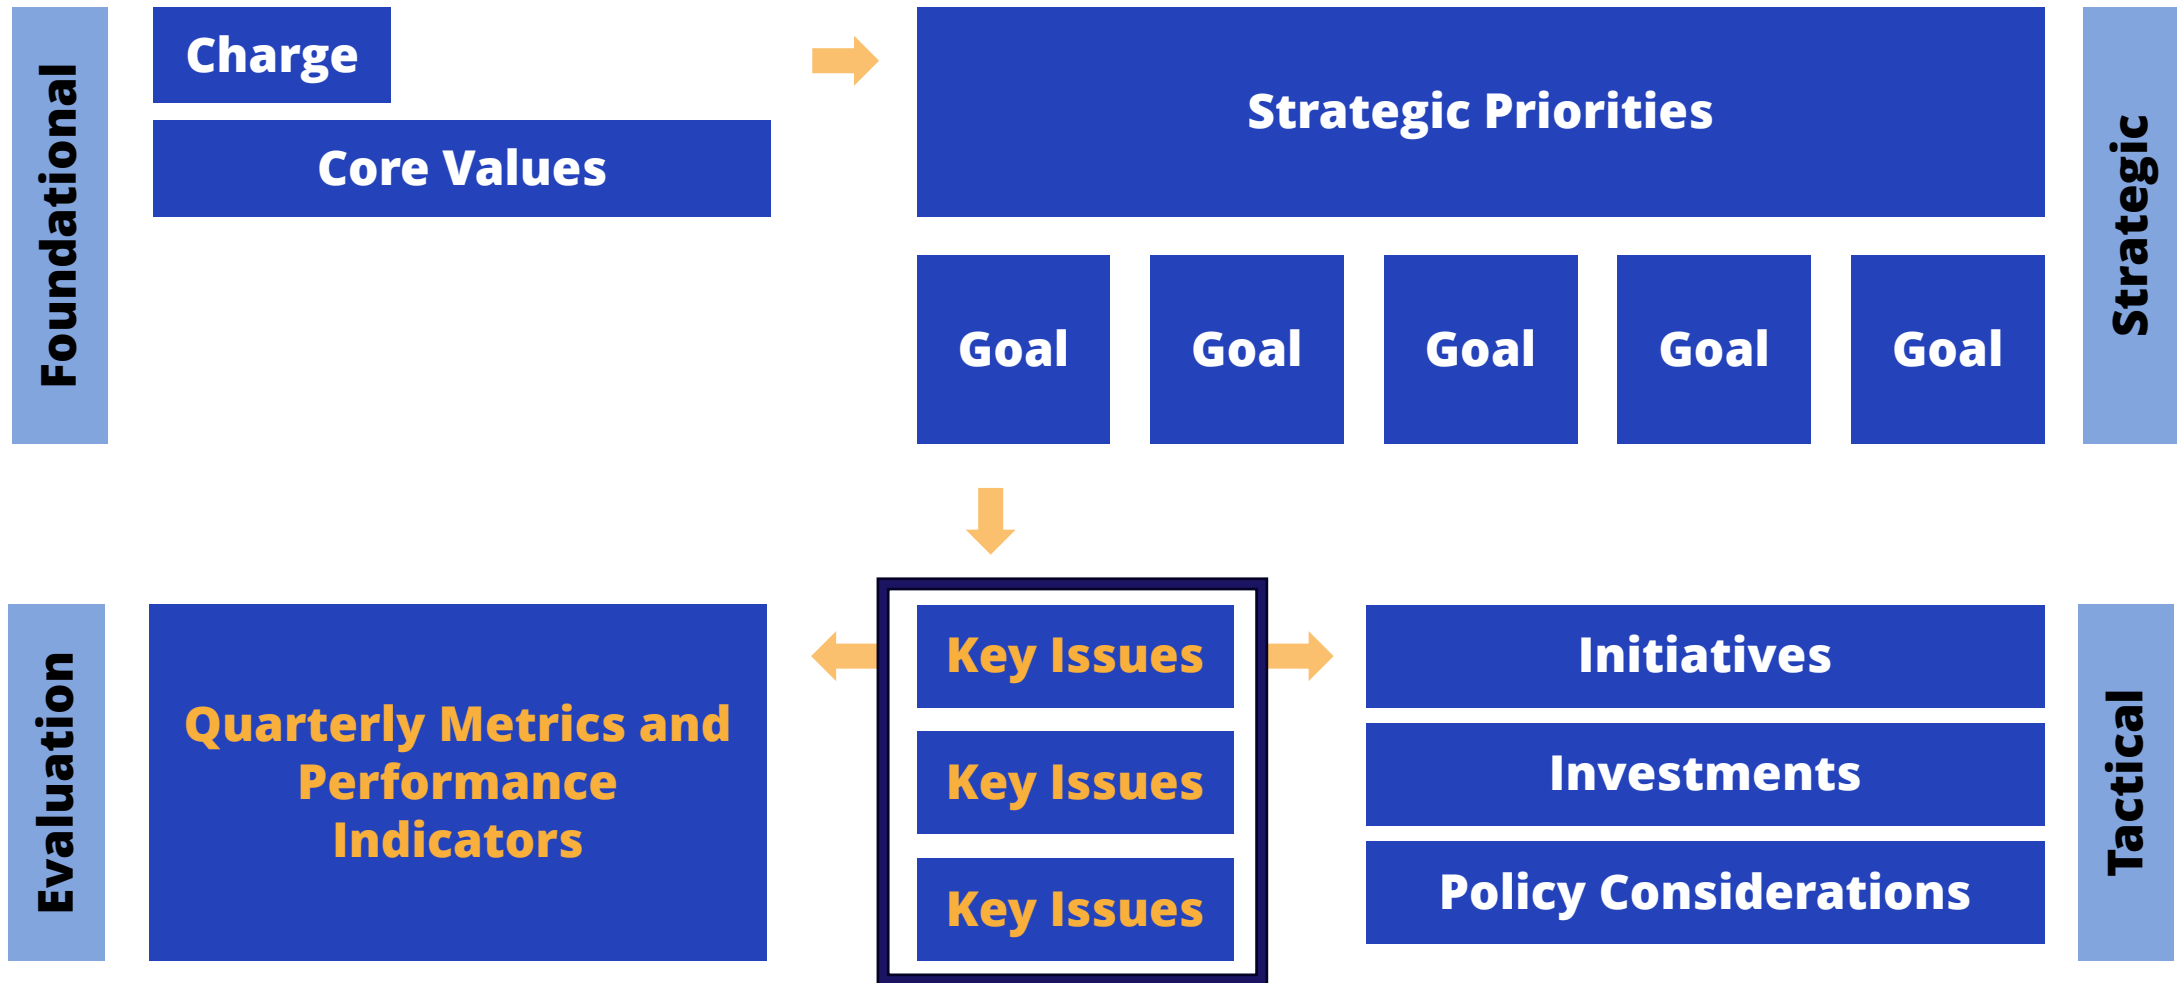 Foundational
Charge
Core Values
Strategic Priorities
Goal
Goal
Goal
Goal
Goal
Strategic
Evaluation
Quarterly Metrics and
Performance
Indicators
Key Issues
Key Issues
Key Issues
Initiatives
Investments
Policy Considerations
Tactical